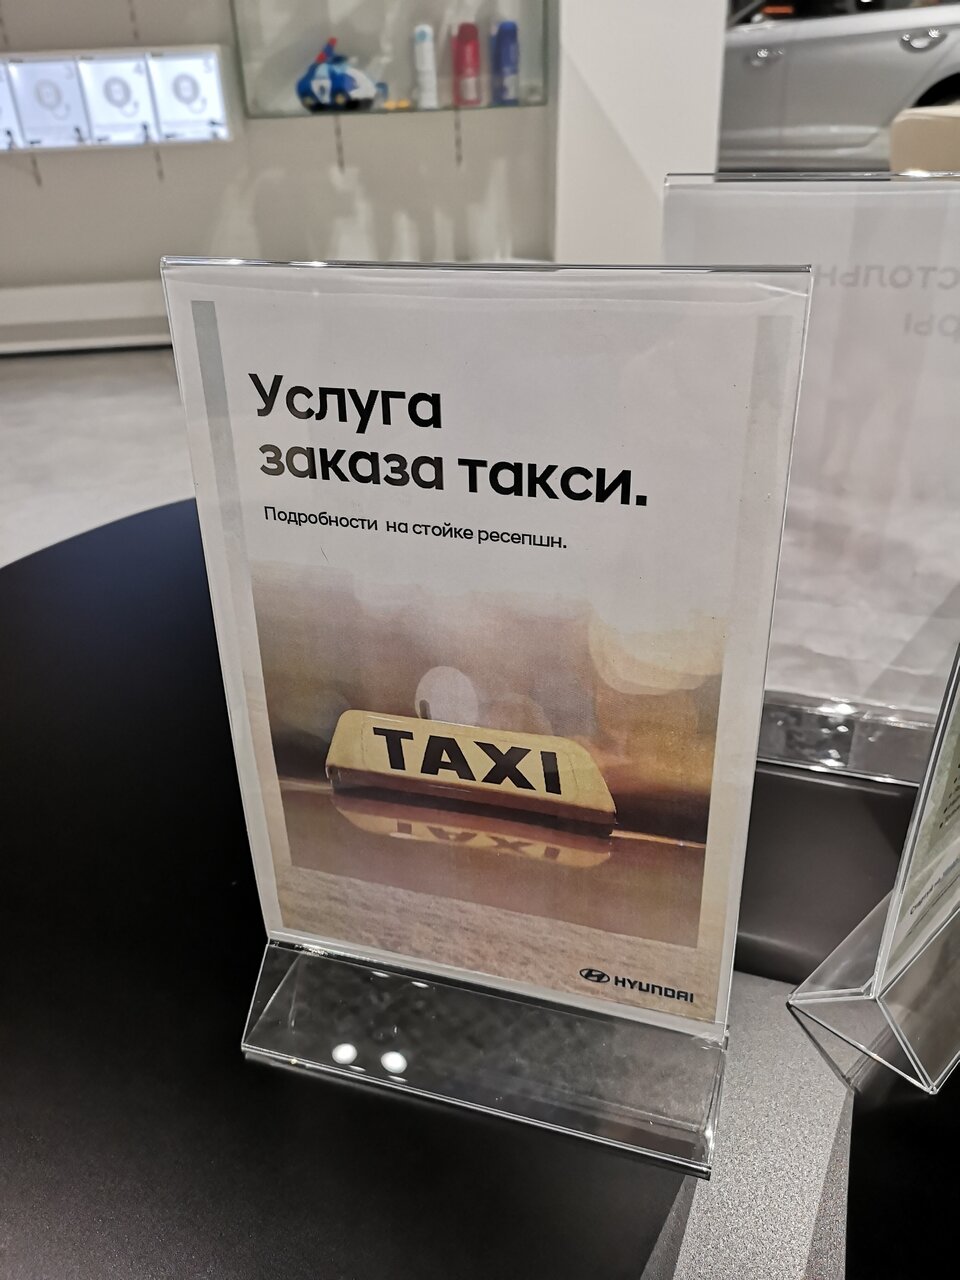 Услуга
заказа такси.
Подробности на стойке ресепшн.
TAXI
HYUNDAI